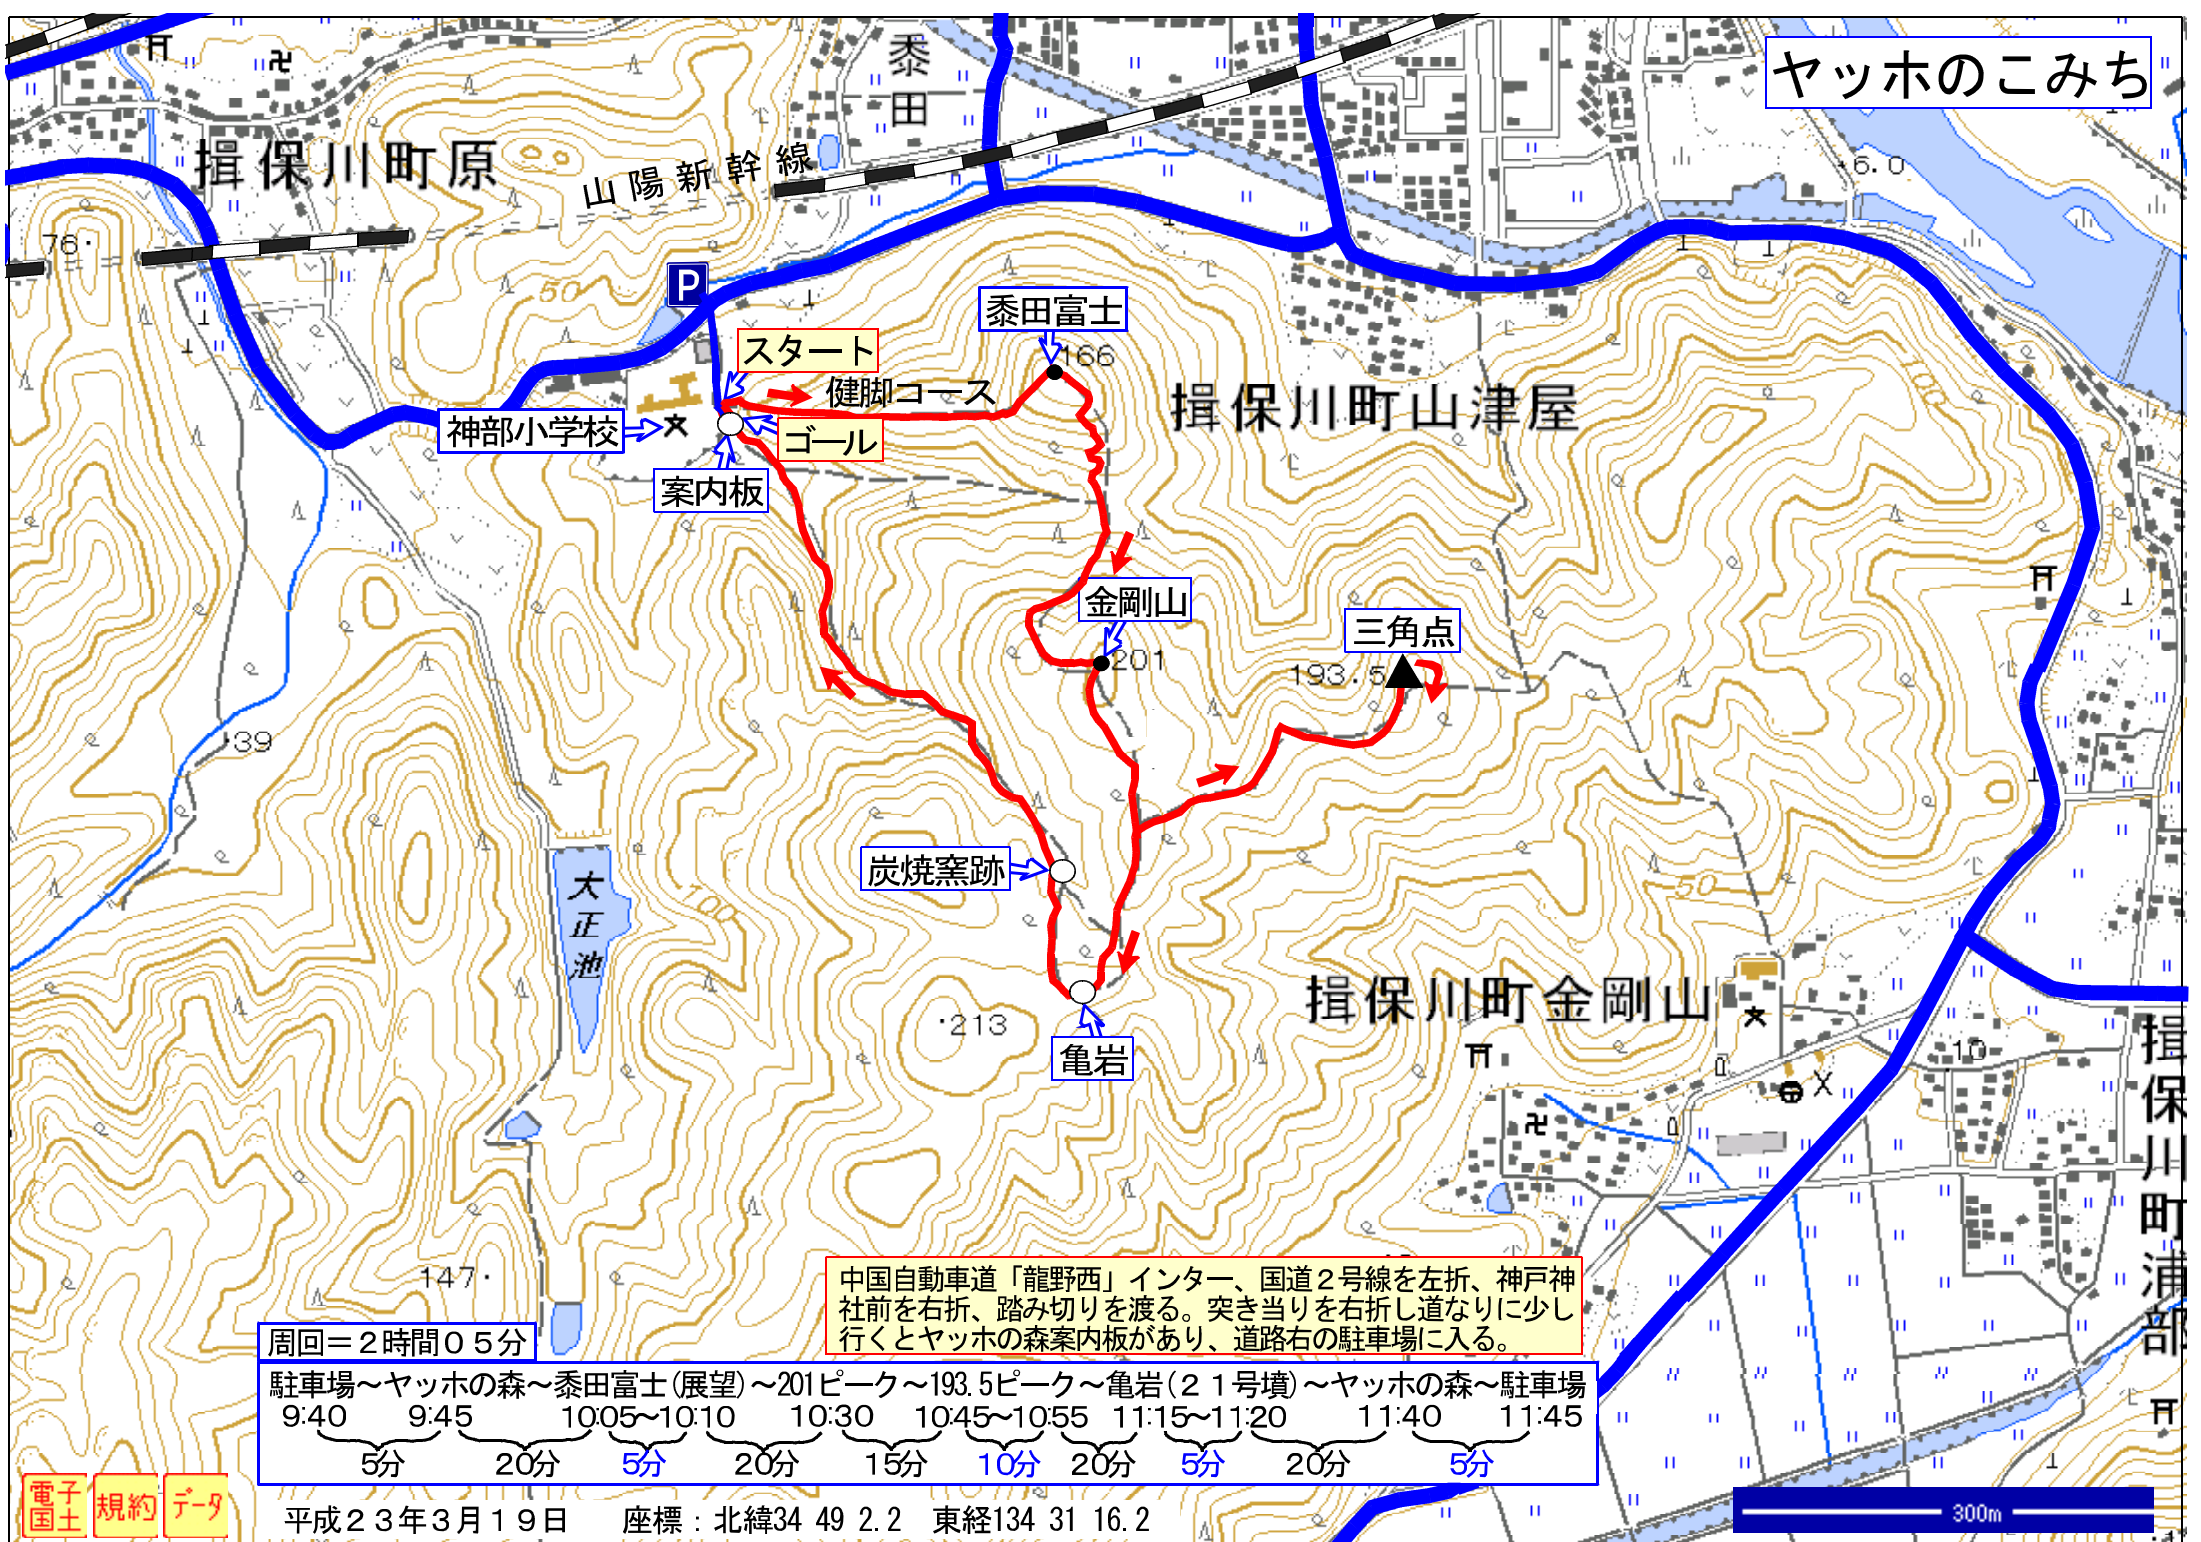 ヤッホのこみち
黍田
揖保川町原
山陽新幹線
6.0
76
50
P
黍田富士
166
スタート
健脚コース
揖保川町山津屋
100
神部小学校
ゴール
案内板
金剛山
三角点
201
193.5
39
炭焼窯跡
大正池
100
50
揖保川町金剛山
213
亀岩
10
揖保川町浦部
147
中国自動車道「龍野西」インター、国道２号線を左折、神戸神
社前を右折、踏み切りを渡る。突き当りを右折し道なりに少し
行くとヤッホの森案内板があり、道路右の駐車場に入る。
周回＝２時間０５分
駐車場～ヤッホの森～黍田富士(展望)～201ピーク～193.5ピーク～亀岩(２１号墳)～ヤッホの森～駐車場
9:40 9:45 10:05～10:10 10:30 10:45～10:55 11:15～11:20 11:40 11:45
5分 20分 5分 20分 15分 10分 20分 5分 20分 5分
電子国土 規約 データ
平成２３年３月１９日 座標：北緯34 49 2.2 東経134 31 16.2
300m